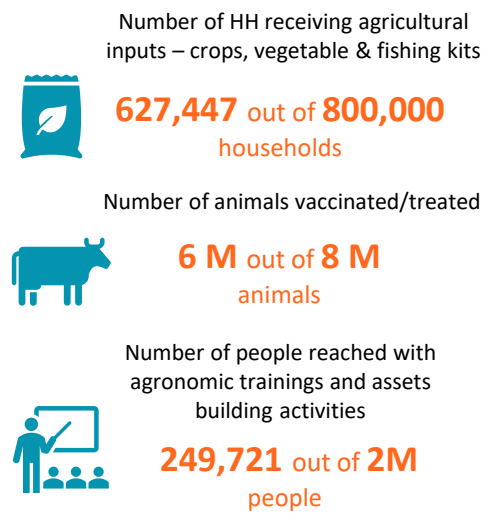 Number of HH receiving agricultural
inputs – crops, vegetable & fishing kits
627,447 out of 800,000
households
Number of animals vaccinated/treated
6 M out of 8 M
animals
Number of people reached with
agronomic trainings and assets
building activities
249,721 out of 2M
people